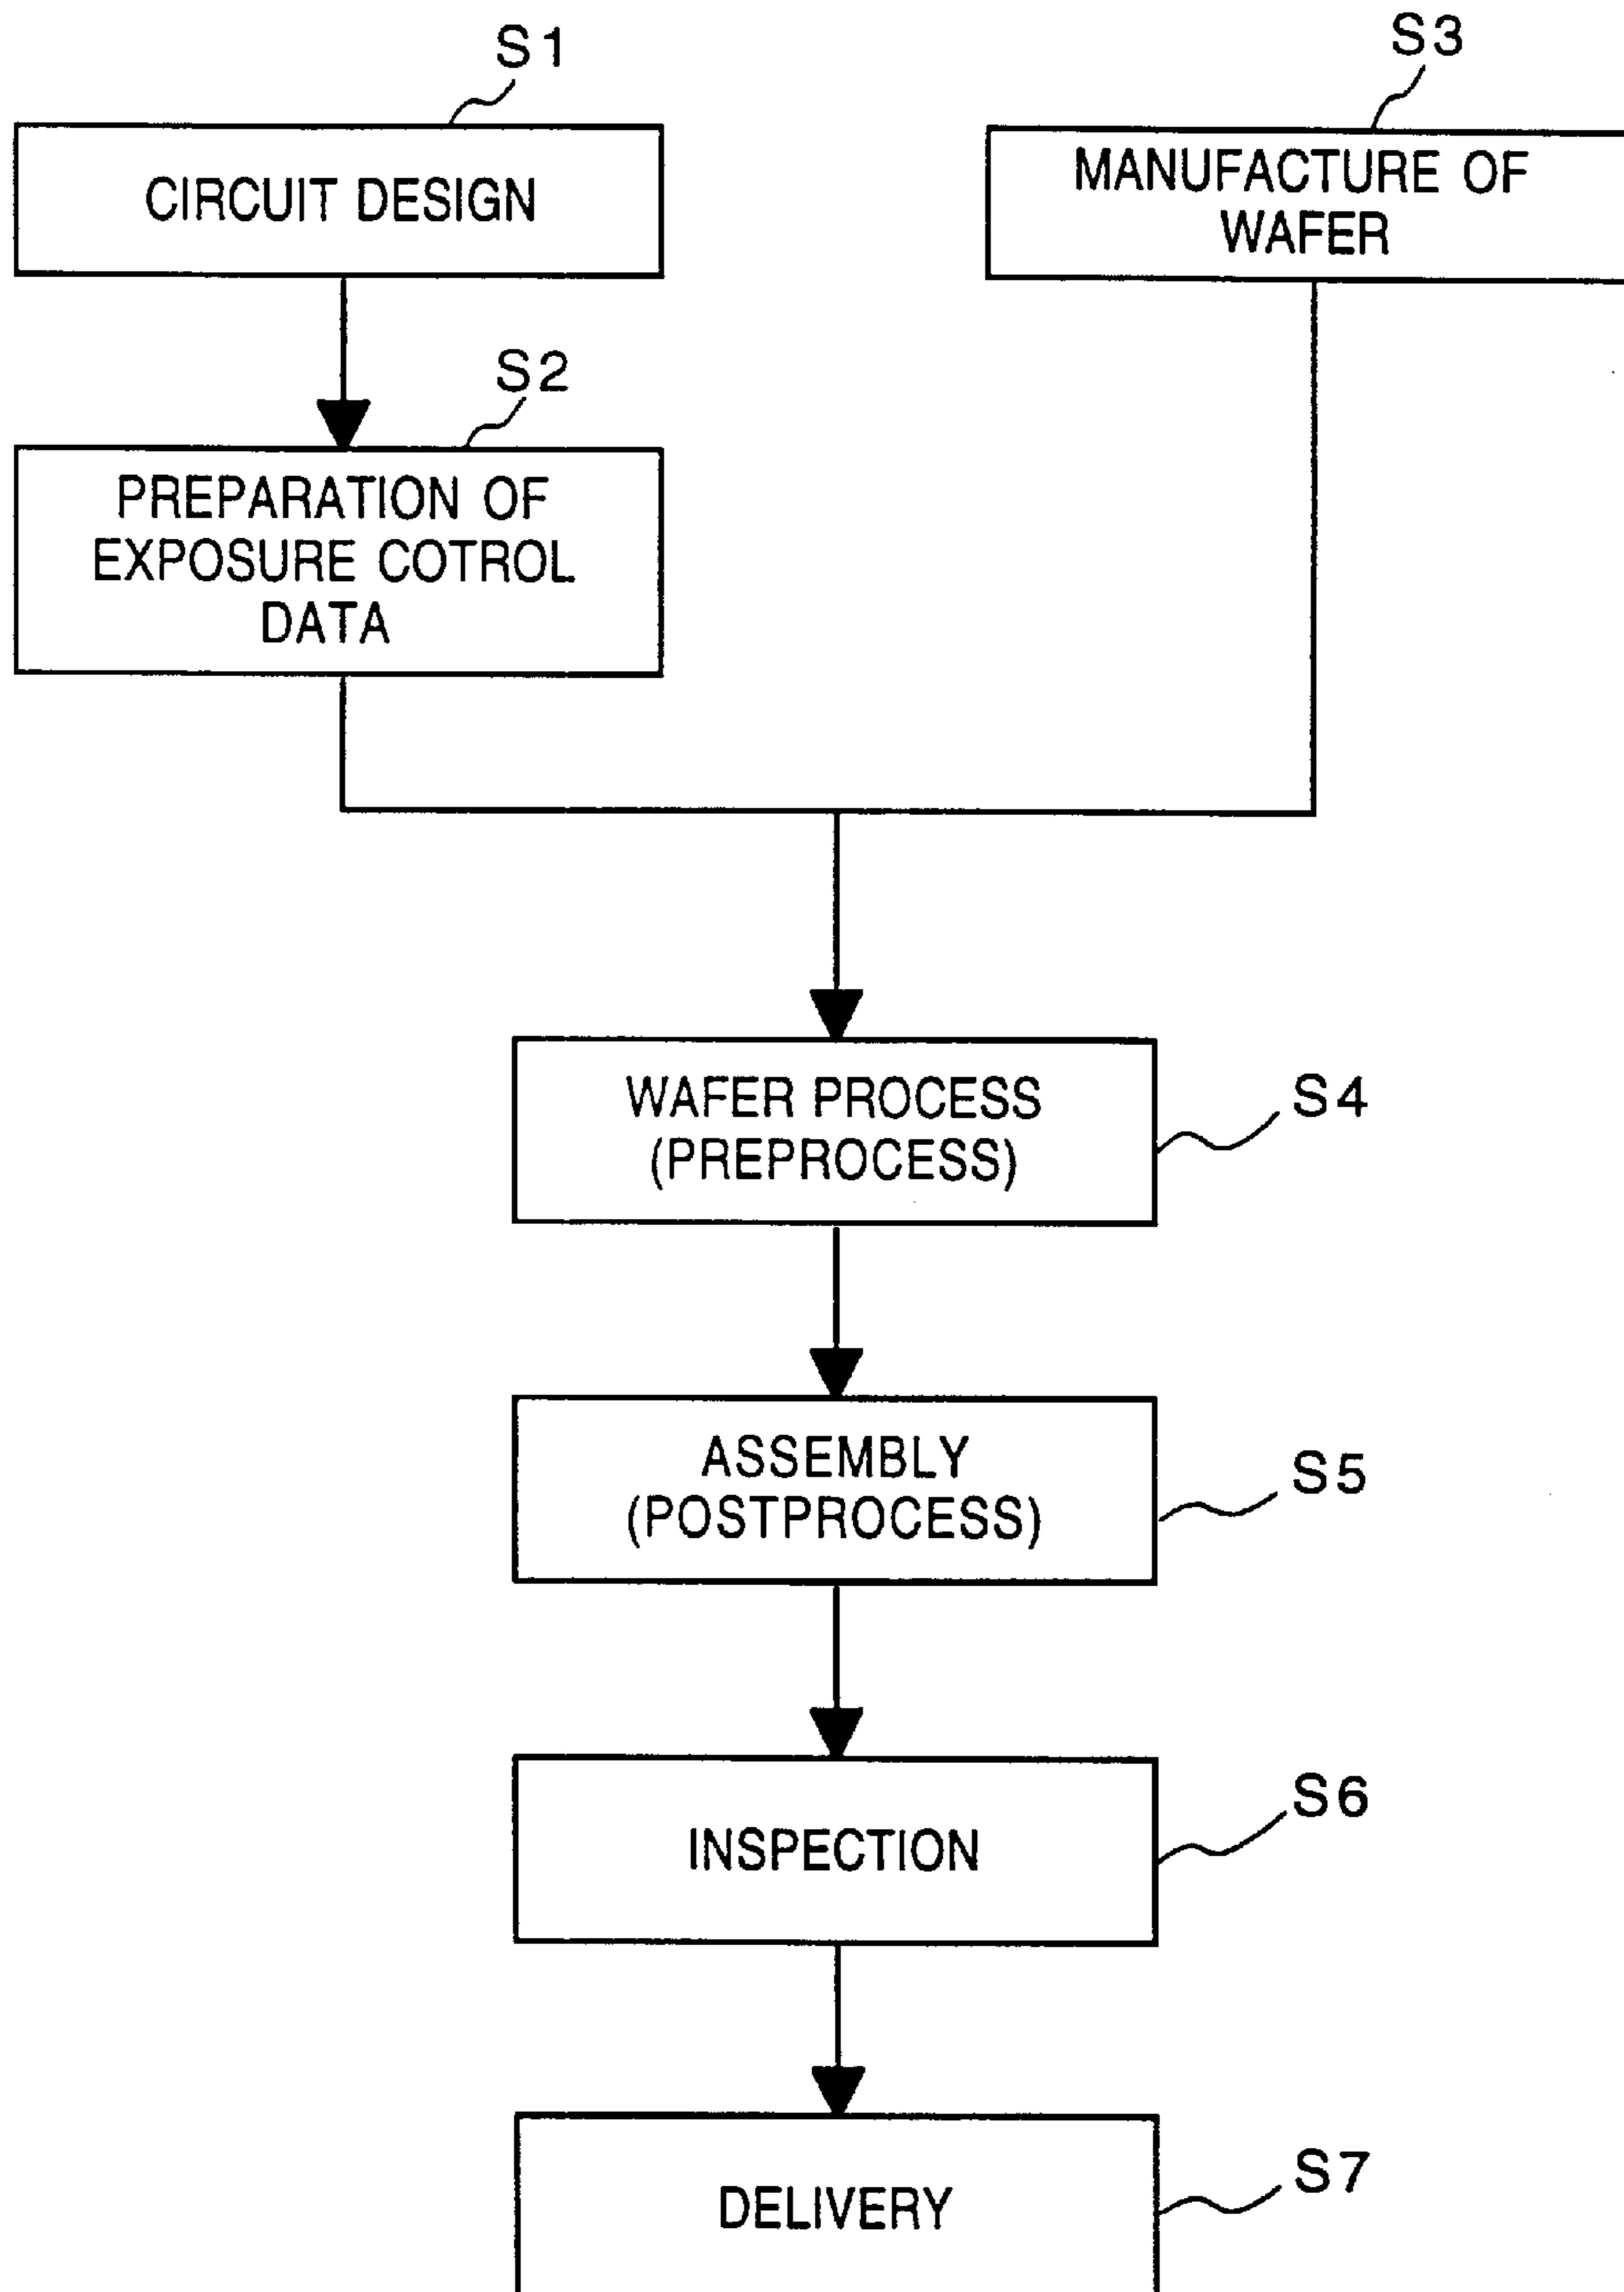 S1
CIRCUIT DESIGN
S3
MANUFACTURE OF
WAFER
S2
PREPARATION OF
EXPOSURE COTROL
DATA
S4
WAFER PROCESS
(PREPROCESS)
S5
ASSEMBLY
(POSTPROCESS)
S6
INSPECTION
S7
DELIVERY